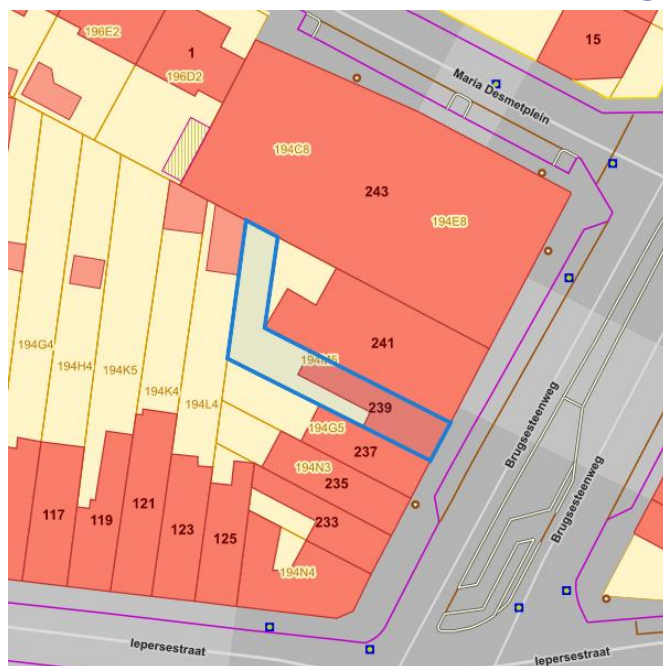 196E2
1
15
196D2
Maria Desmetplein
194C8
243
194E8
241
194G4
194H4
194K5
194M5
194K4
194L4
239
Brugsesteenweg
194G5
237
194N3
235
Brugsesteenweg
117
119
121
123
125
233
194N4
Iepersestraat
Iepersestraat